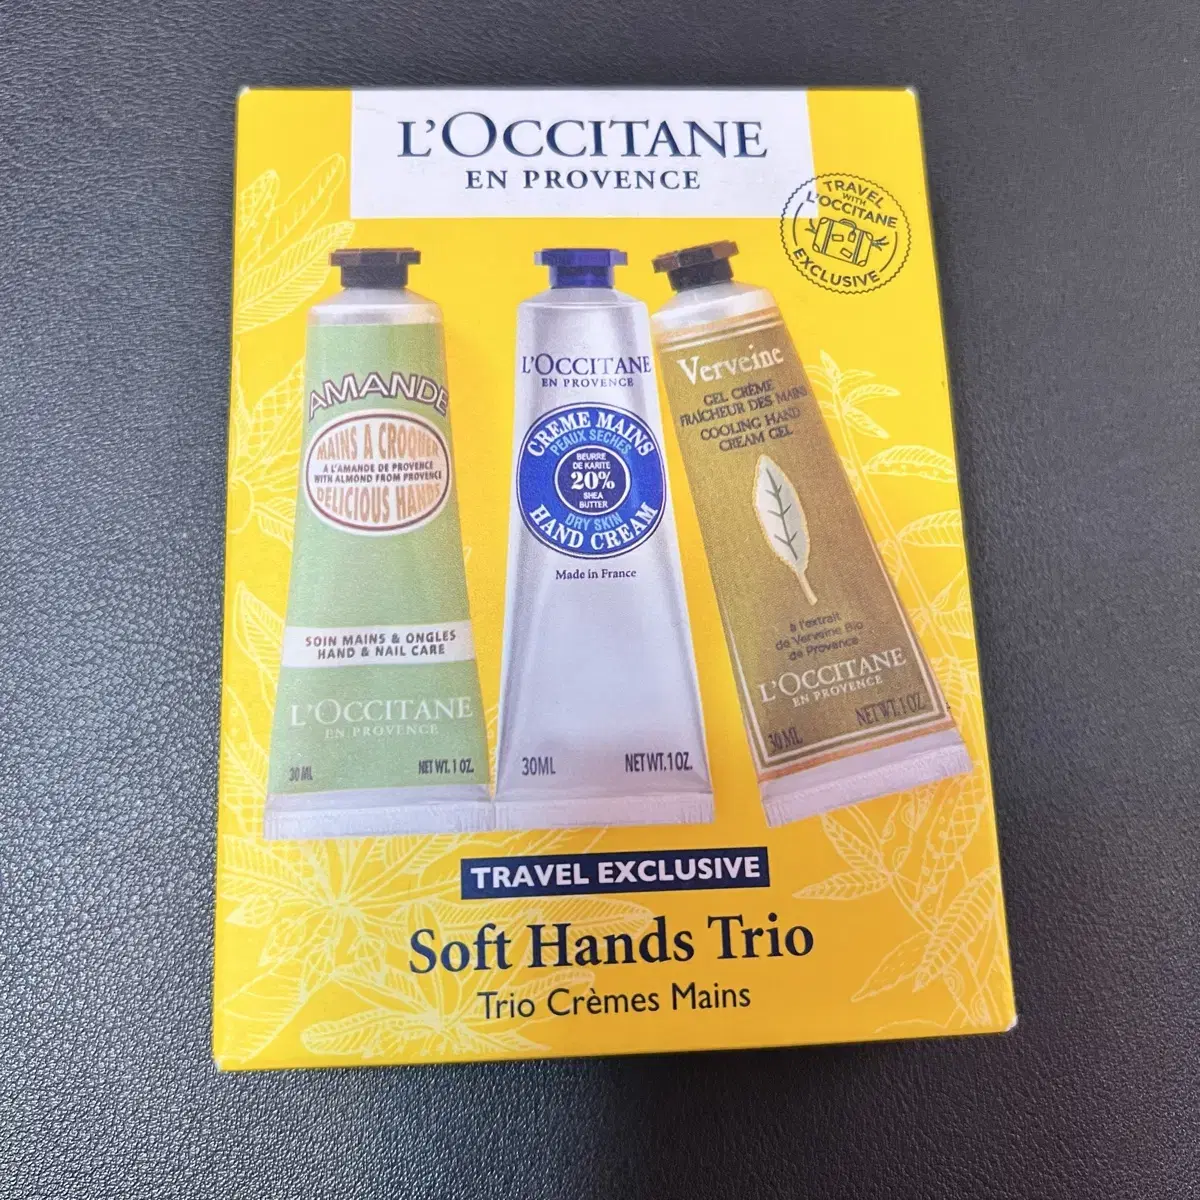 L'OCCITANE
EN PROVENCE
TRAVEL
WITH
L'OCCITANE
EXCLUSIVE
AMANDE
MAINS A CROQUER
A L'AMANDE DE PROVENCE
WITH ALMOND FROM PROVENCE
DELICIOUS HANDS
SOIN MAINS & ONGLES
HAND & NAIL CARE
L'OCCITANE
EN PROVENCE
30 ML NET WT. 1 OZ.
L'OCCITANE
EN PROVENCE
CREME MAINS
PEAUX SECHES
BEURRE
DE KARITE
20%
SHEA
BUTTER
DRY SKIN
HAND CREAM
Made in France
30ML NET WT. 1 OZ.
Verveine
GEL CRÈME
FRAÎCHEUR DES MAINS
COOLING HAND
CREAM GEL
à l'extrait
de Verveine Bio
de Provence
L'OCCITANE
EN PROVENCE
30 ML NET WT. 1 OZ.
TRAVEL EXCLUSIVE
Soft Hands Trio
Trio Crèmes Mains